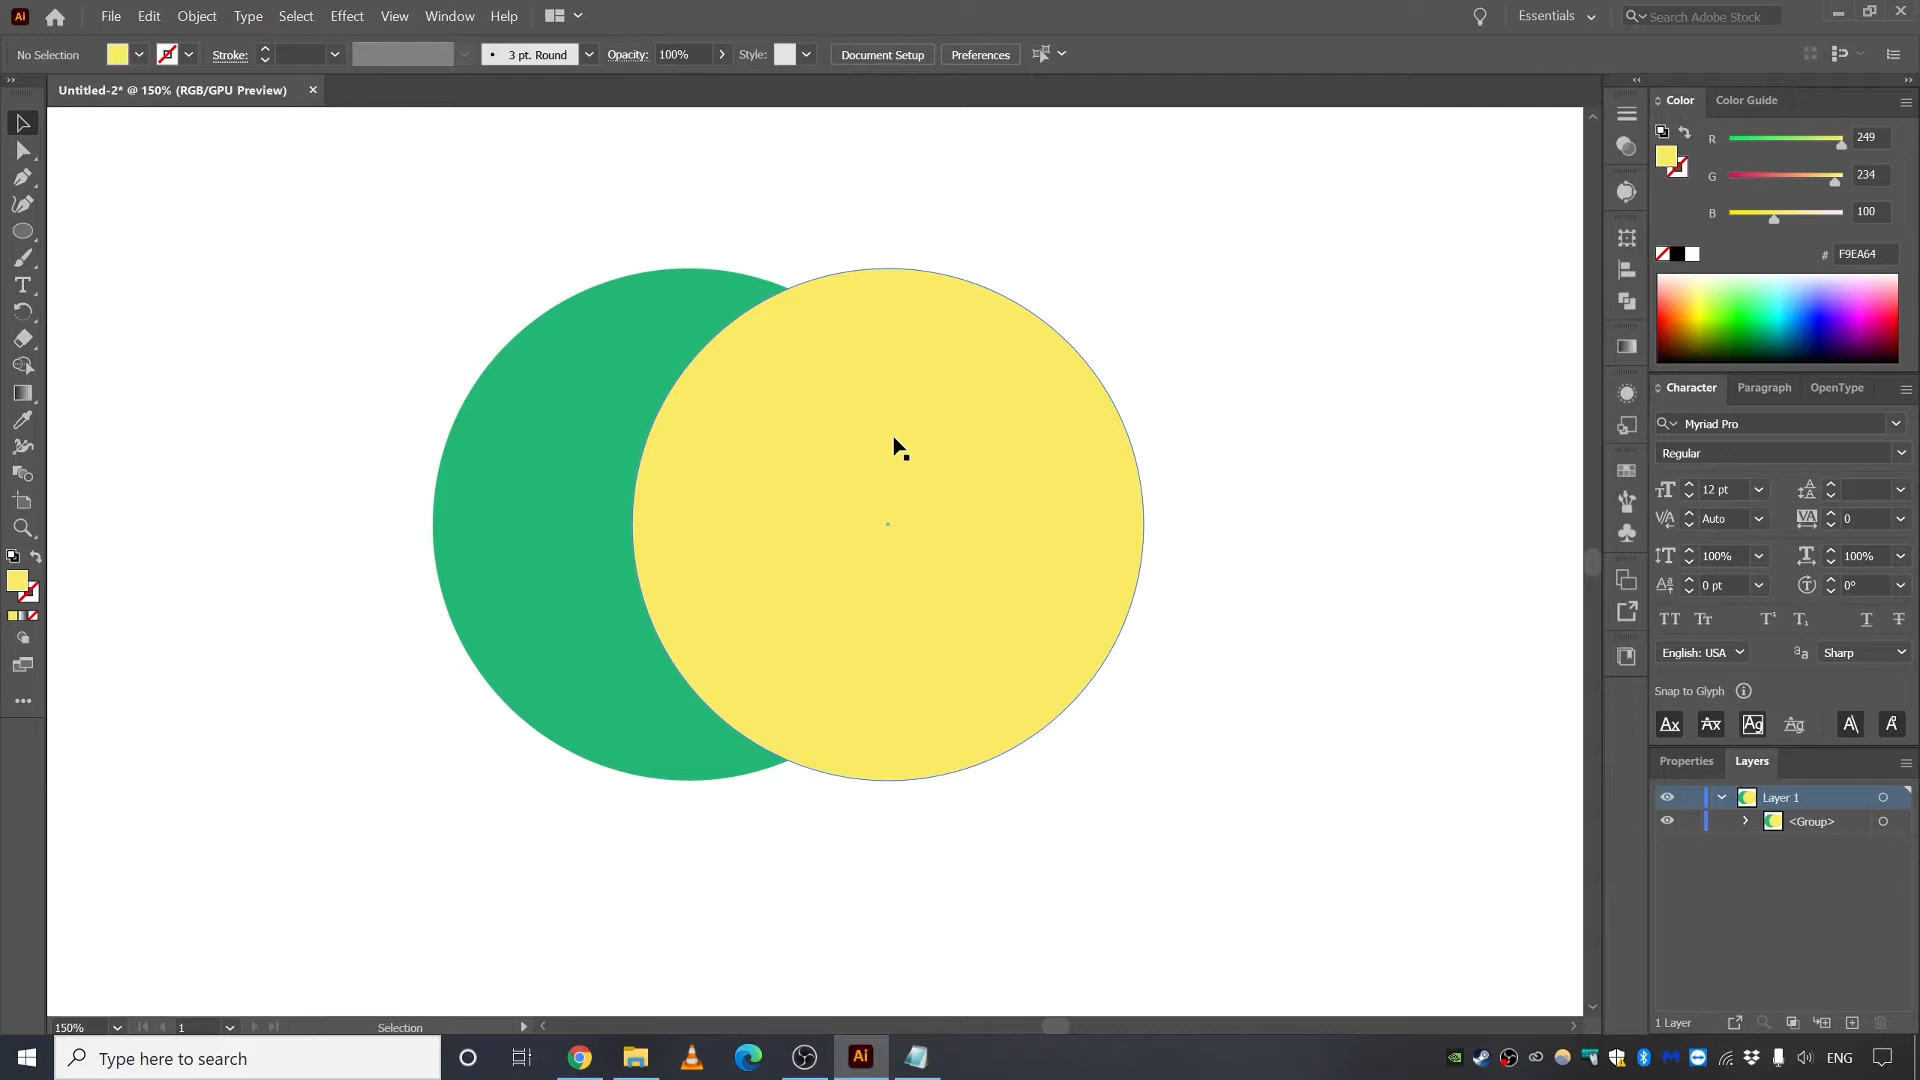 Ai File Edit Object Type Select Effect View Window Help Essentials Search Adobe Stock
No Selection Stroke: 3 pt. Round Opacity: 100% Style: Document Setup Preferences
Untitled-2* @ 150% (RGB/GPU Preview)
Color Color Guide
R 249
G 234
B 100
# F9EA64
Character Paragraph OpenType
Myriad Pro
Regular
12 pt
Auto 0
100% 100%
0 pt 0°
English: USA Sharp
Snap to Glyph
Properties Layers
Layer 1
<Group>
1 Layer
150% 1 Selection
Type here to search Ai ENG